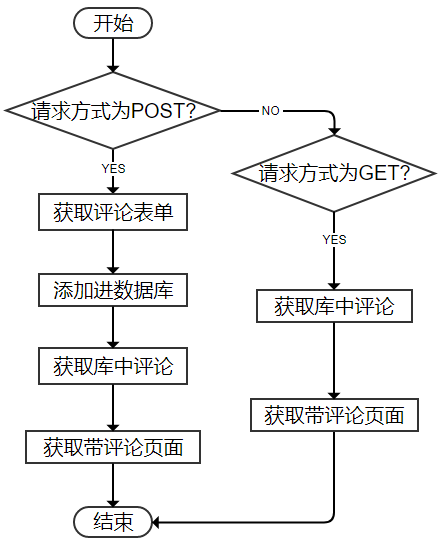 开始
请求方式为POST?
NO
YES
请求方式为GET?
获取评论表单
YES
添加进数据库
获取库中评论
获取库中评论
获取带评论页面
获取带评论页面
结束